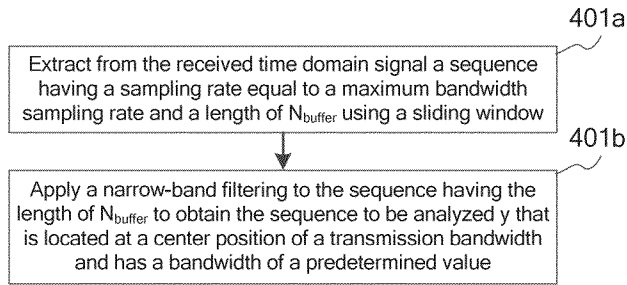 401a
Extract from the received time domain signal a sequence
having a sampling rate equal to a maximum bandwidth
sampling rate and a length of Nbuffer using a sliding window
401b
Apply a narrow-band filtering to the sequence having the
length of Nbuffer to obtain the sequence to be analyzed y that
is located at a center position of a transmission bandwidth
and has a bandwidth of a predetermined value